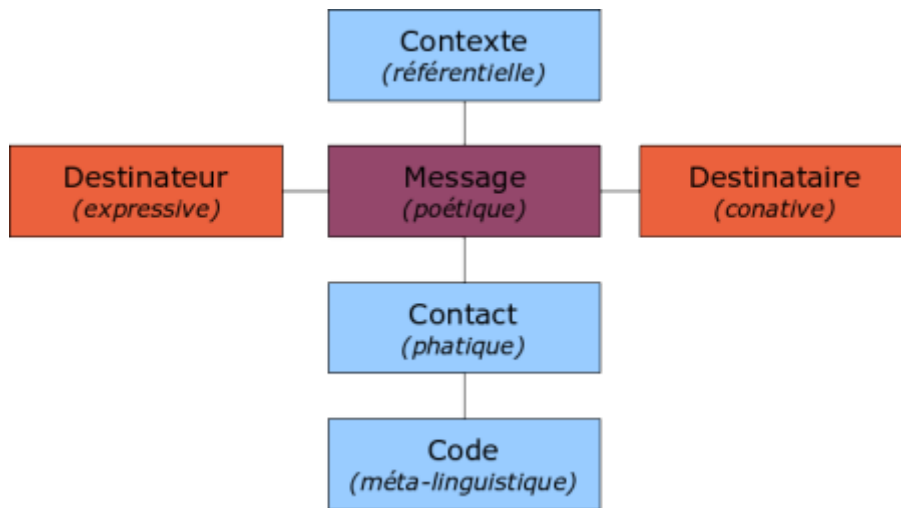 Contexte
(référentielle)
Destinateur
(expressive)
Message
(poétique)
Destinataire
(conative)
Contact
(phatique)
Code
(méta-linguistique)